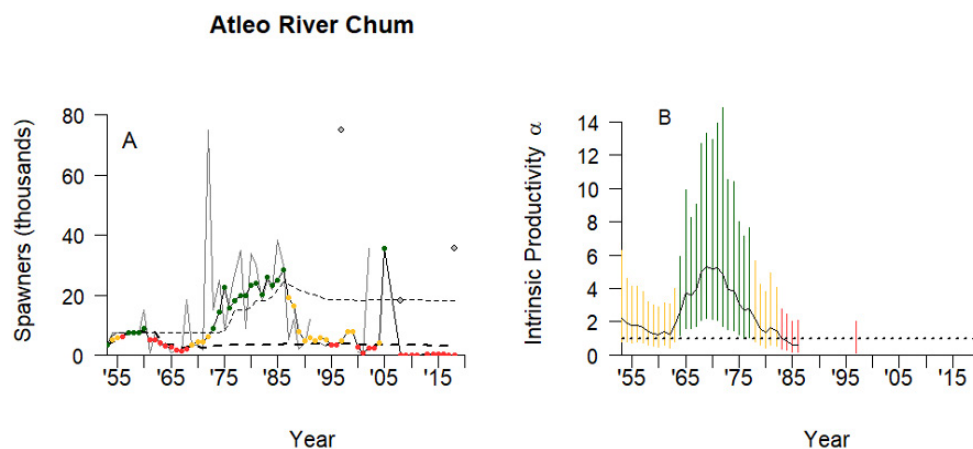 Atleo River Chum
A
Spawners (thousands)
80
60
40
20
0
'55 '65 '75 '85 '95 '05 '15
Year
B
Intrinsic Productivity α
14
12
10
8
6
4
2
0
'55 '65 '75 '85 '95 '05 '15
Year